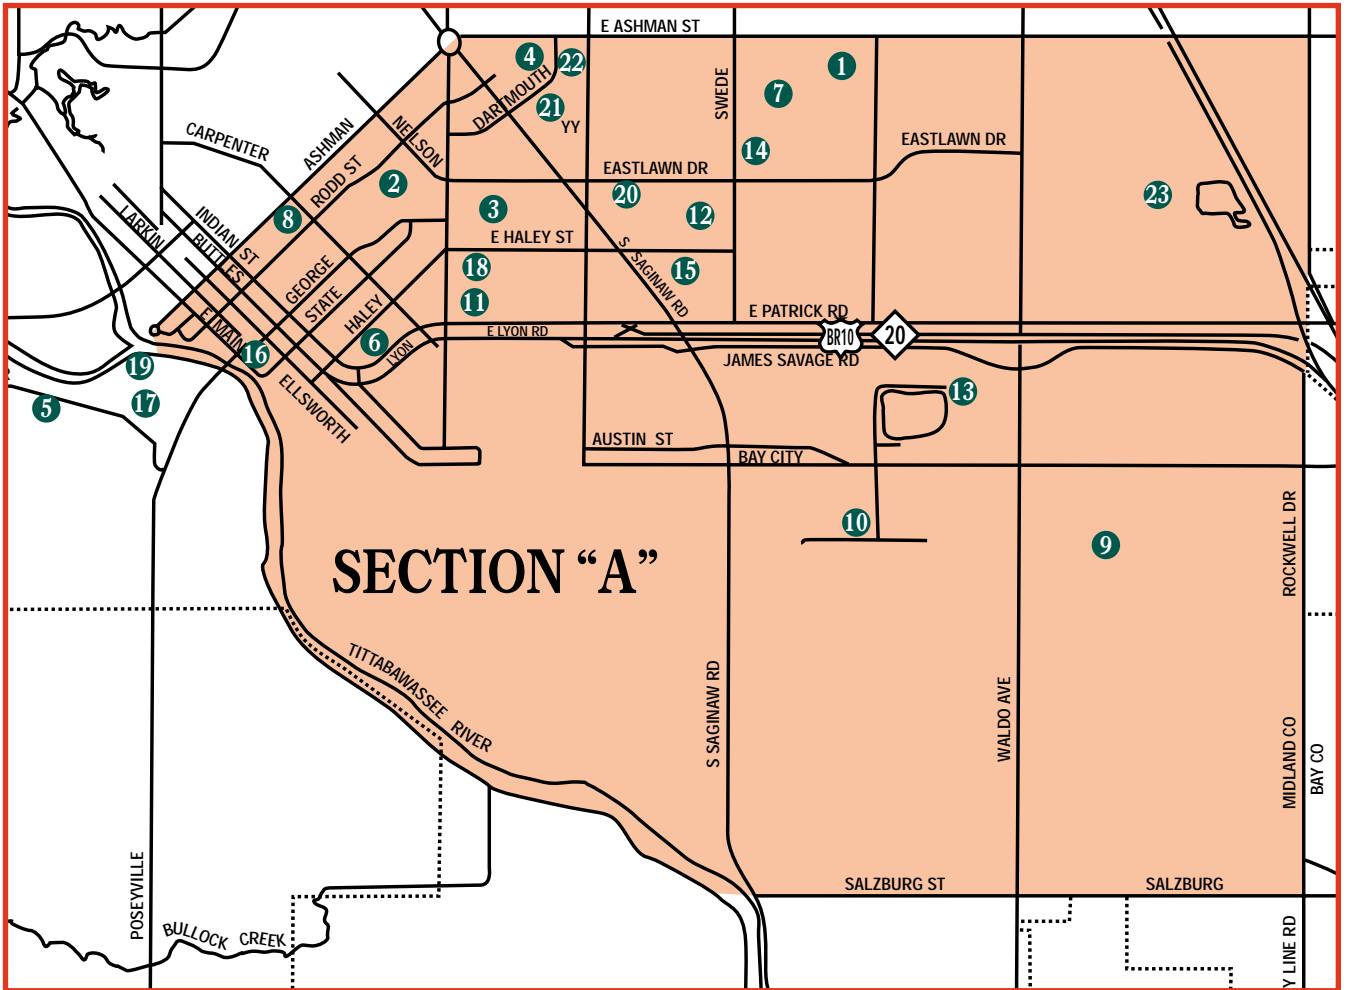 E ASHMAN ST
4
22
1
SWEDE
7
DARTMOUTH
21
YY
CARPENTER
ASHMAN
NEILSON
14
EASTLAWN DR
RODD ST
EASTLAWN DR
2
20
23
LARKIN
INDIAN ST
BUTTLES
8
3
12
E HALEY ST
S SAGINAW RD
18
15
GEORGE
STATE
HALEY
11
E PATRICK RD
E MAIN
E LYON RD
BR10
20
6
LYON
16
JAMES SAVAGE RD
19
ELLSWORTH
13
5
17
AUSTIN ST
BAY CITY
10
ROCKWELL DR
9
SECTION “A”
TITTABAWASSEE RIVER
S SAGINAW RD
WALDO AVE
MIDLAND CO
BAY CO
POSEYVILLE
SALZBURG ST
SALZBURG
BULLOCK CREEK
Y LINE RD